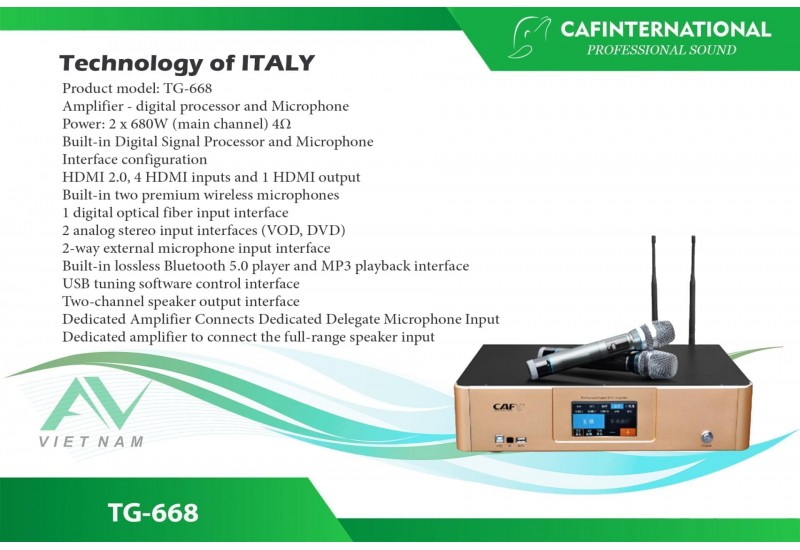 CAFINTERNATIONAL
PROFESSIONAL SOUND
Technology of ITALY
Product model: TG-668
Amplifier - digital processor and Microphone
Power: 2 x 680W (main channel) 4Ω
Built-in Digital Signal Processor and Microphone
Interface configuration
HDMI 2.0, 4 HDMI inputs and 1 HDMI output
Built-in two premium wireless microphones
1 digital optical fiber input interface
2 analog stereo input interfaces (VOD, DVD)
2-way external microphone input interface
Built-in lossless Bluetooth 5.0 player and MP3 playback interface
USB tuning software control interface
Two-channel speaker output interface
Dedicated Amplifier Connects Dedicated Delegate Microphone Input
Dedicated amplifier to connect the full-range speaker input
AV
VIET NAM
CAF
TG-668